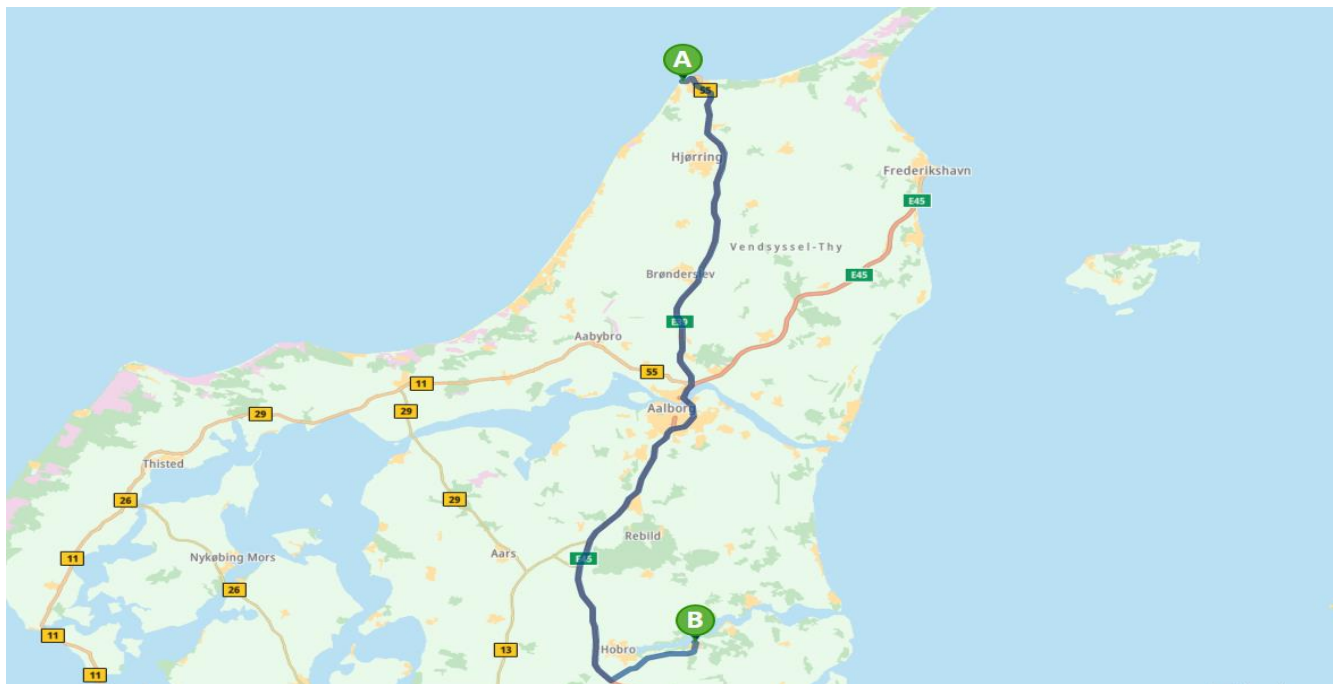 A
55
Hjørring
Frederikshavn
E45
Vendsyssel-Thy
E45
Brønderslev
E39
Aabybro
55
11
29
29
Aalborg
Thisted
26
29
Rebild
Aars
11
Nykøbing Mors
E45
26
B
11
Hobro
13
11